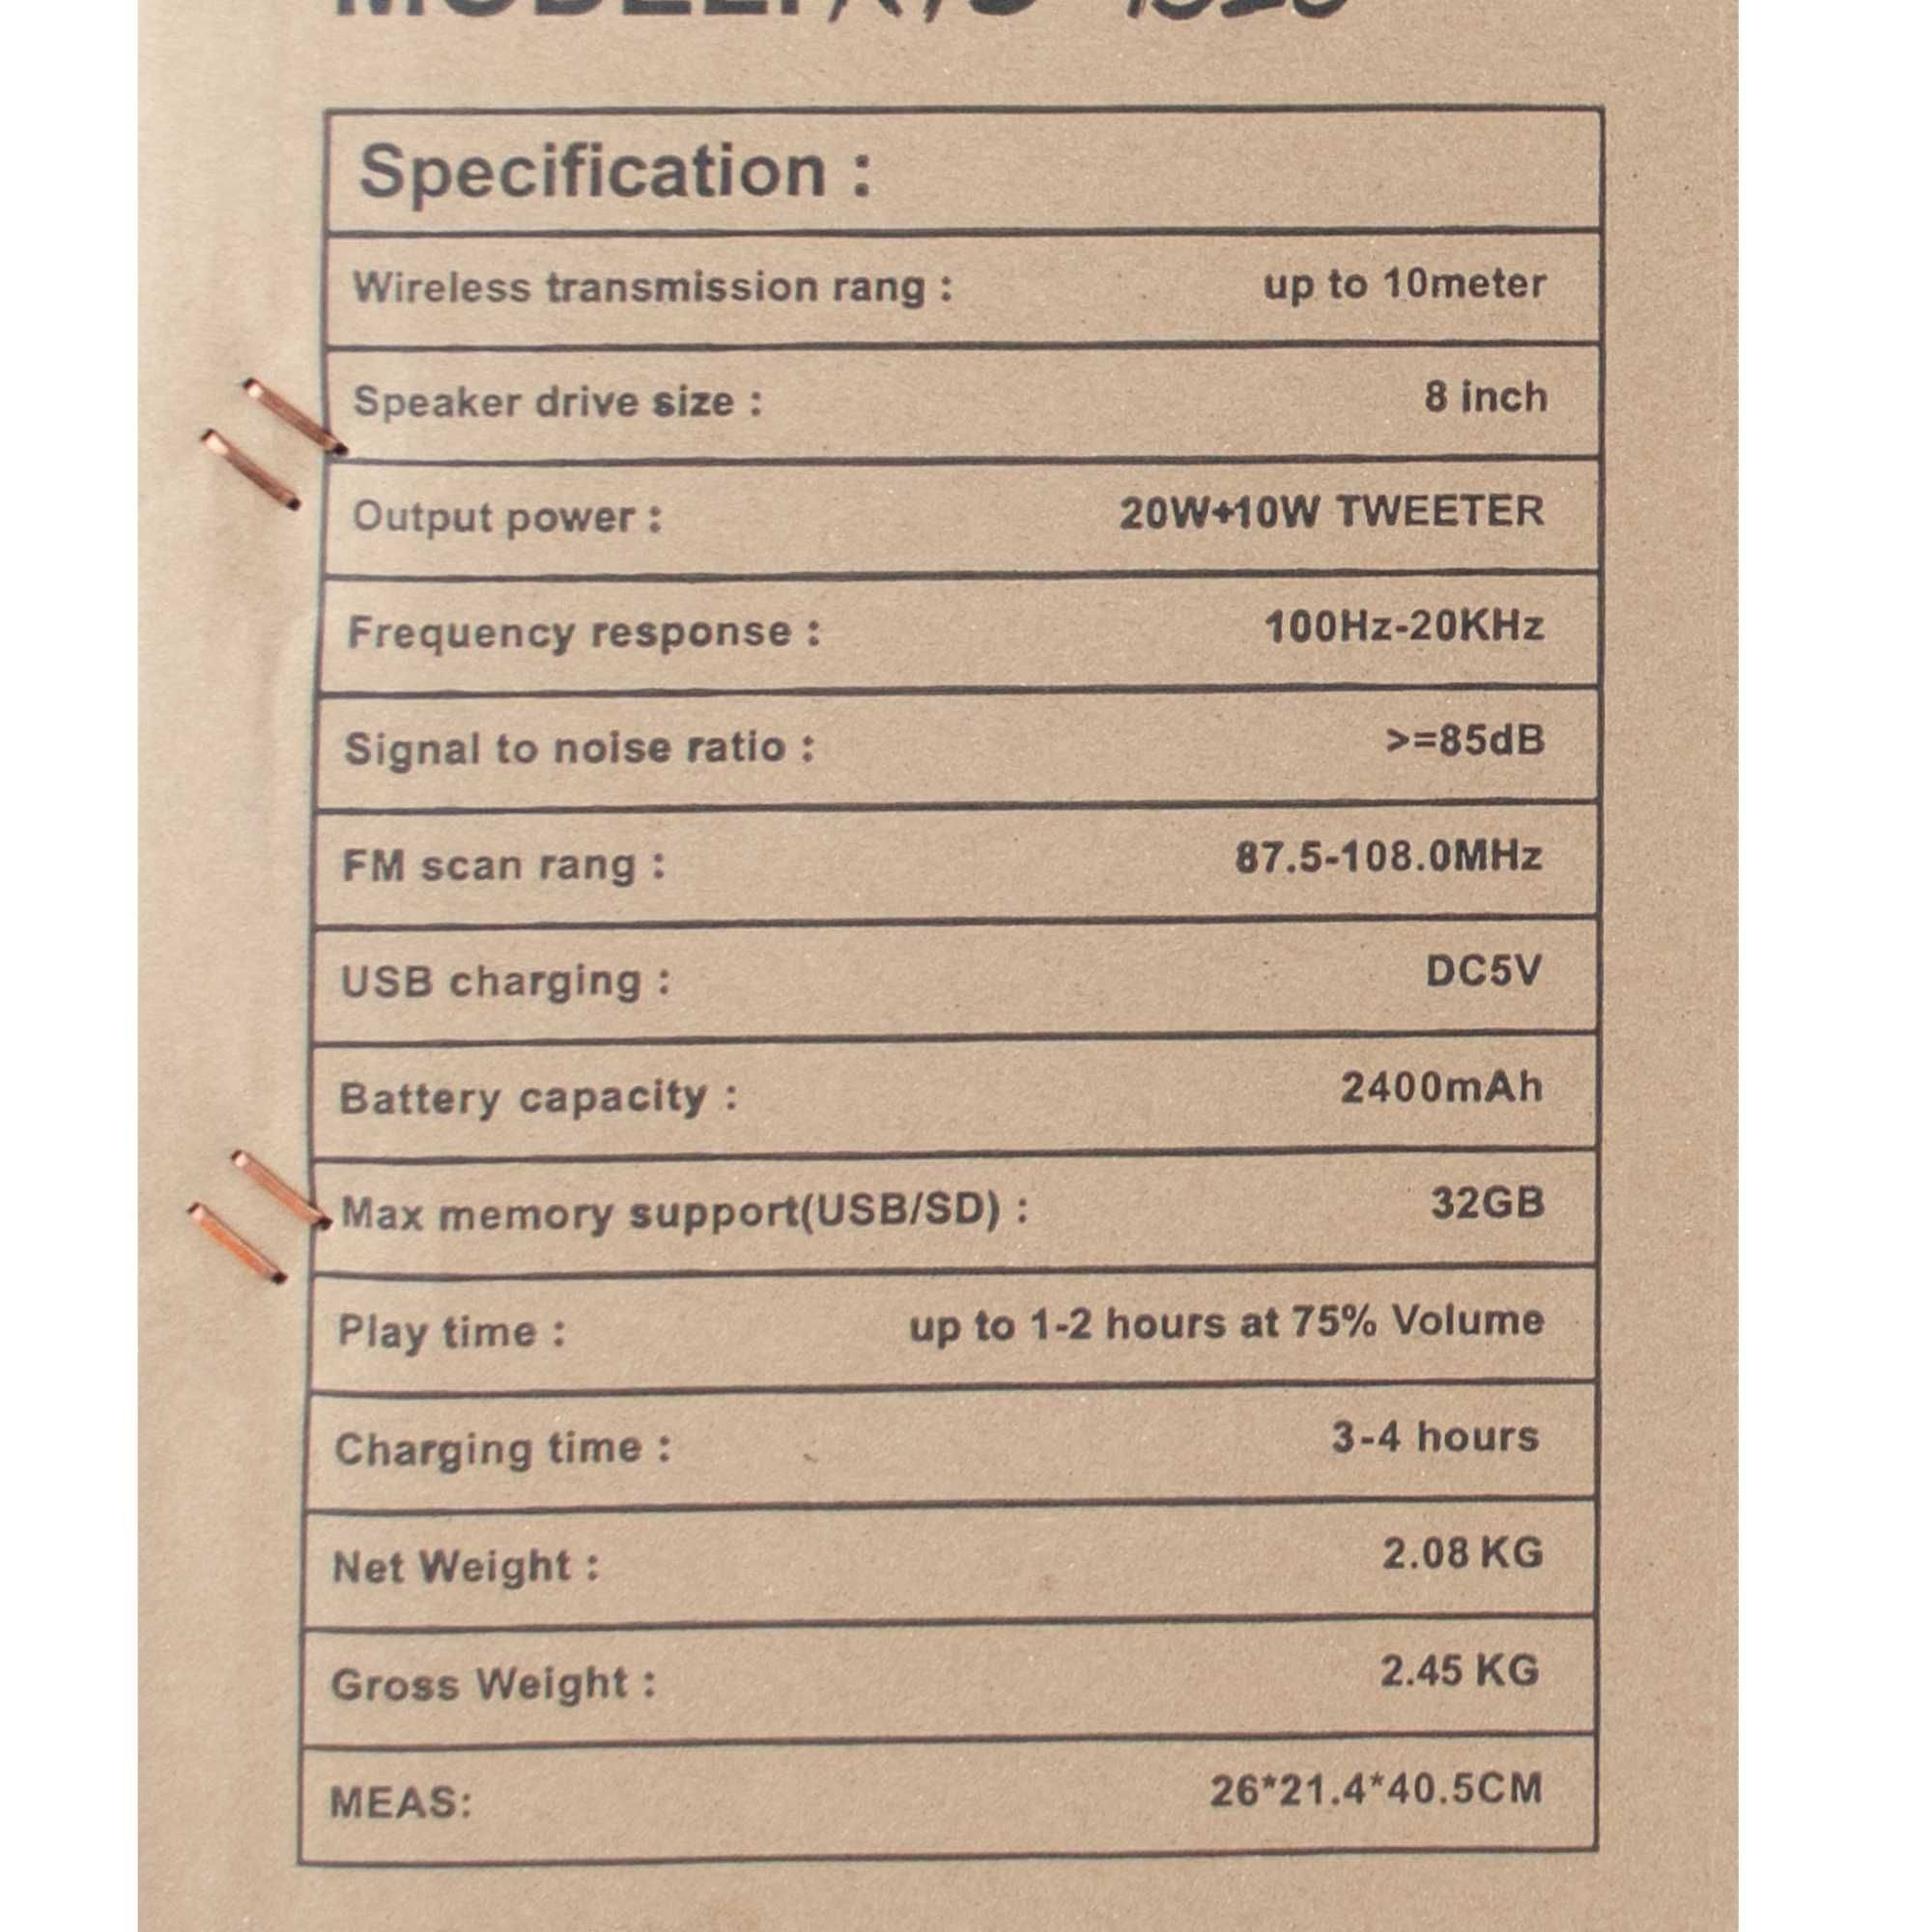 Specification :
Wireless transmission rang : up to 10meter
Speaker drive size : 8 inch
Output power : 20W+10W TWEETER
Frequency response : 100Hz-20KHz
Signal to noise ratio : >=85dB
FM scan rang : 87.5-108.0MHz
USB charging : DC5V
Battery capacity : 2400mAh
Max memory support(USB/SD) : 32GB
Play time : up to 1-2 hours at 75% Volume
Charging time : 3-4 hours
Net Weight : 2.08 KG
Gross Weight : 2.45 KG
MEAS: 26*21.4*40.5CM